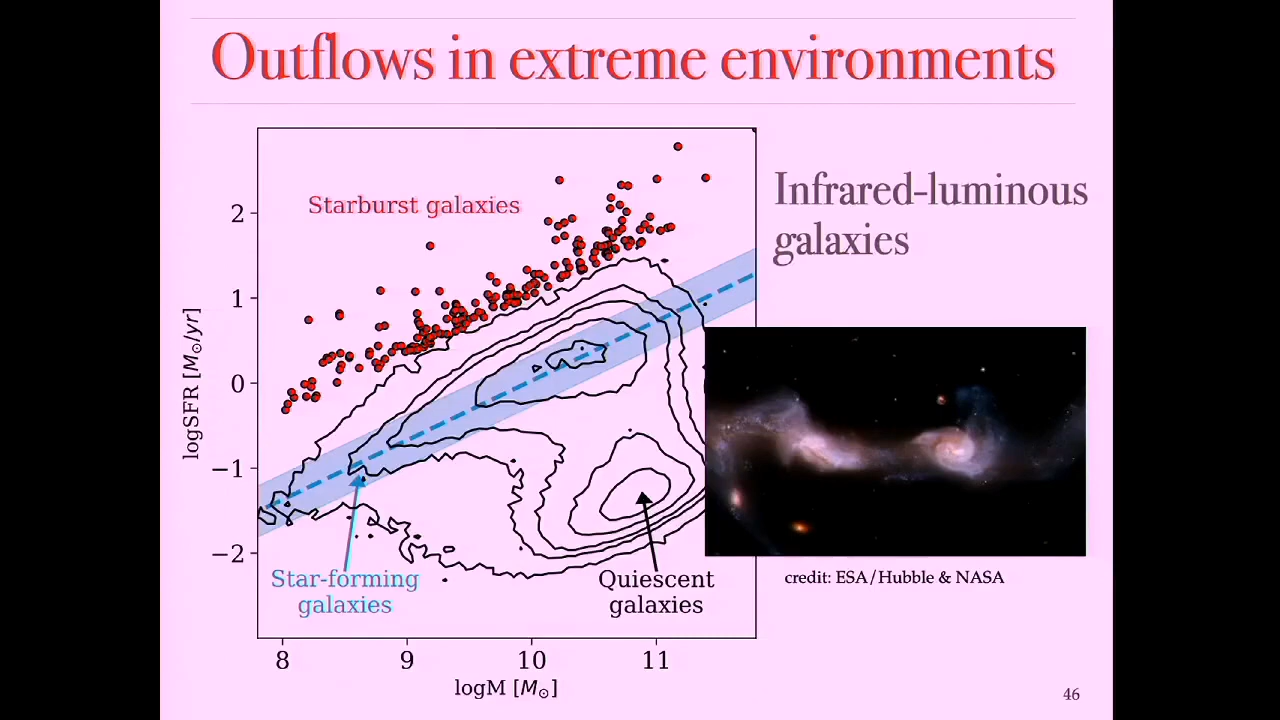 Outflows in extreme environments
Starburst galaxies
Infrared-luminous
galaxies
2
1
0
−1
−2
logSFR [M☉/yr]
Star-forming
galaxies
Quiescent
galaxies
credit: ESA/Hubble & NASA
8 9 10 11
logM [M☉]
46